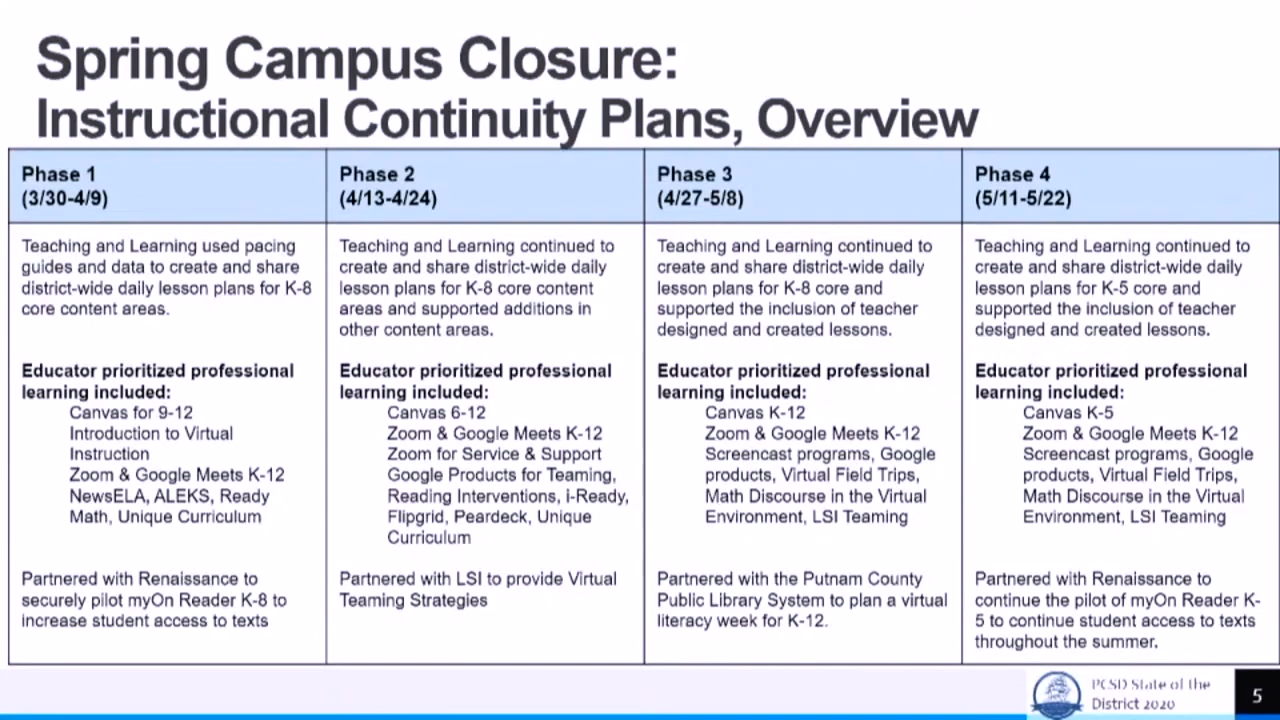 Spring Campus Closure:
Instructional Continuity Plans, Overview
Phase 1
(3/30-4/9)
Teaching and Learning used pacing
guides and data to create and share
district-wide daily lesson plans for K-8
core content areas.
Educator prioritized professional
learning included:
Canvas for 9-12
Introduction to Virtual
Instruction
Zoom & Google Meets K-12
NewsELA, ALEKS, Ready
Math, Unique Curriculum
Partnered with Renaissance to
securely pilot myOn Reader K-8 to
increase student access to texts
Phase 2
(4/13-4/24)
Teaching and Learning continued to
create and share district-wide daily
lesson plans for K-8 core content
areas and supported additions in
other content areas.
Educator prioritized professional
learning included:
Canvas 6-12
Zoom & Google Meets K-12
Zoom for Service & Support
Google Products for Teaming,
Reading Interventions, i-Ready,
Flipgrid, Peardeck, Unique
Curriculum
Partnered with LSI to provide Virtual
Teaming Strategies
Phase 3
(4/27-5/8)
Teaching and Learning continued to
create and share district-wide daily
lesson plans for K-8 core and
supported the inclusion of teacher
designed and created lessons.
Educator prioritized professional
learning included:
Canvas K-12
Zoom & Google Meets K-12
Screencast programs, Google
products, Virtual Field Trips,
Math Discourse in the Virtual
Environment, LSI Teaming
Partnered with the Putnam County
Public Library System to plan a virtual
literacy week for K-12.
Phase 4
(5/11-5/22)
Teaching and Learning continued to
create and share district-wide daily
lesson plans for K-5 core and
supported the inclusion of teacher
designed and created lessons.
Educator prioritized professional
learning included:
Canvas K-5
Zoom & Google Meets K-12
Screencast programs, Google
products, Virtual Field Trips,
Math Discourse in the Virtual
Environment, LSI Teaming
Partnered with Renaissance to
continue the pilot of myOn Reader K-
5 to continue student access to texts
throughout the summer.
PCSD State of the
District 2020
5